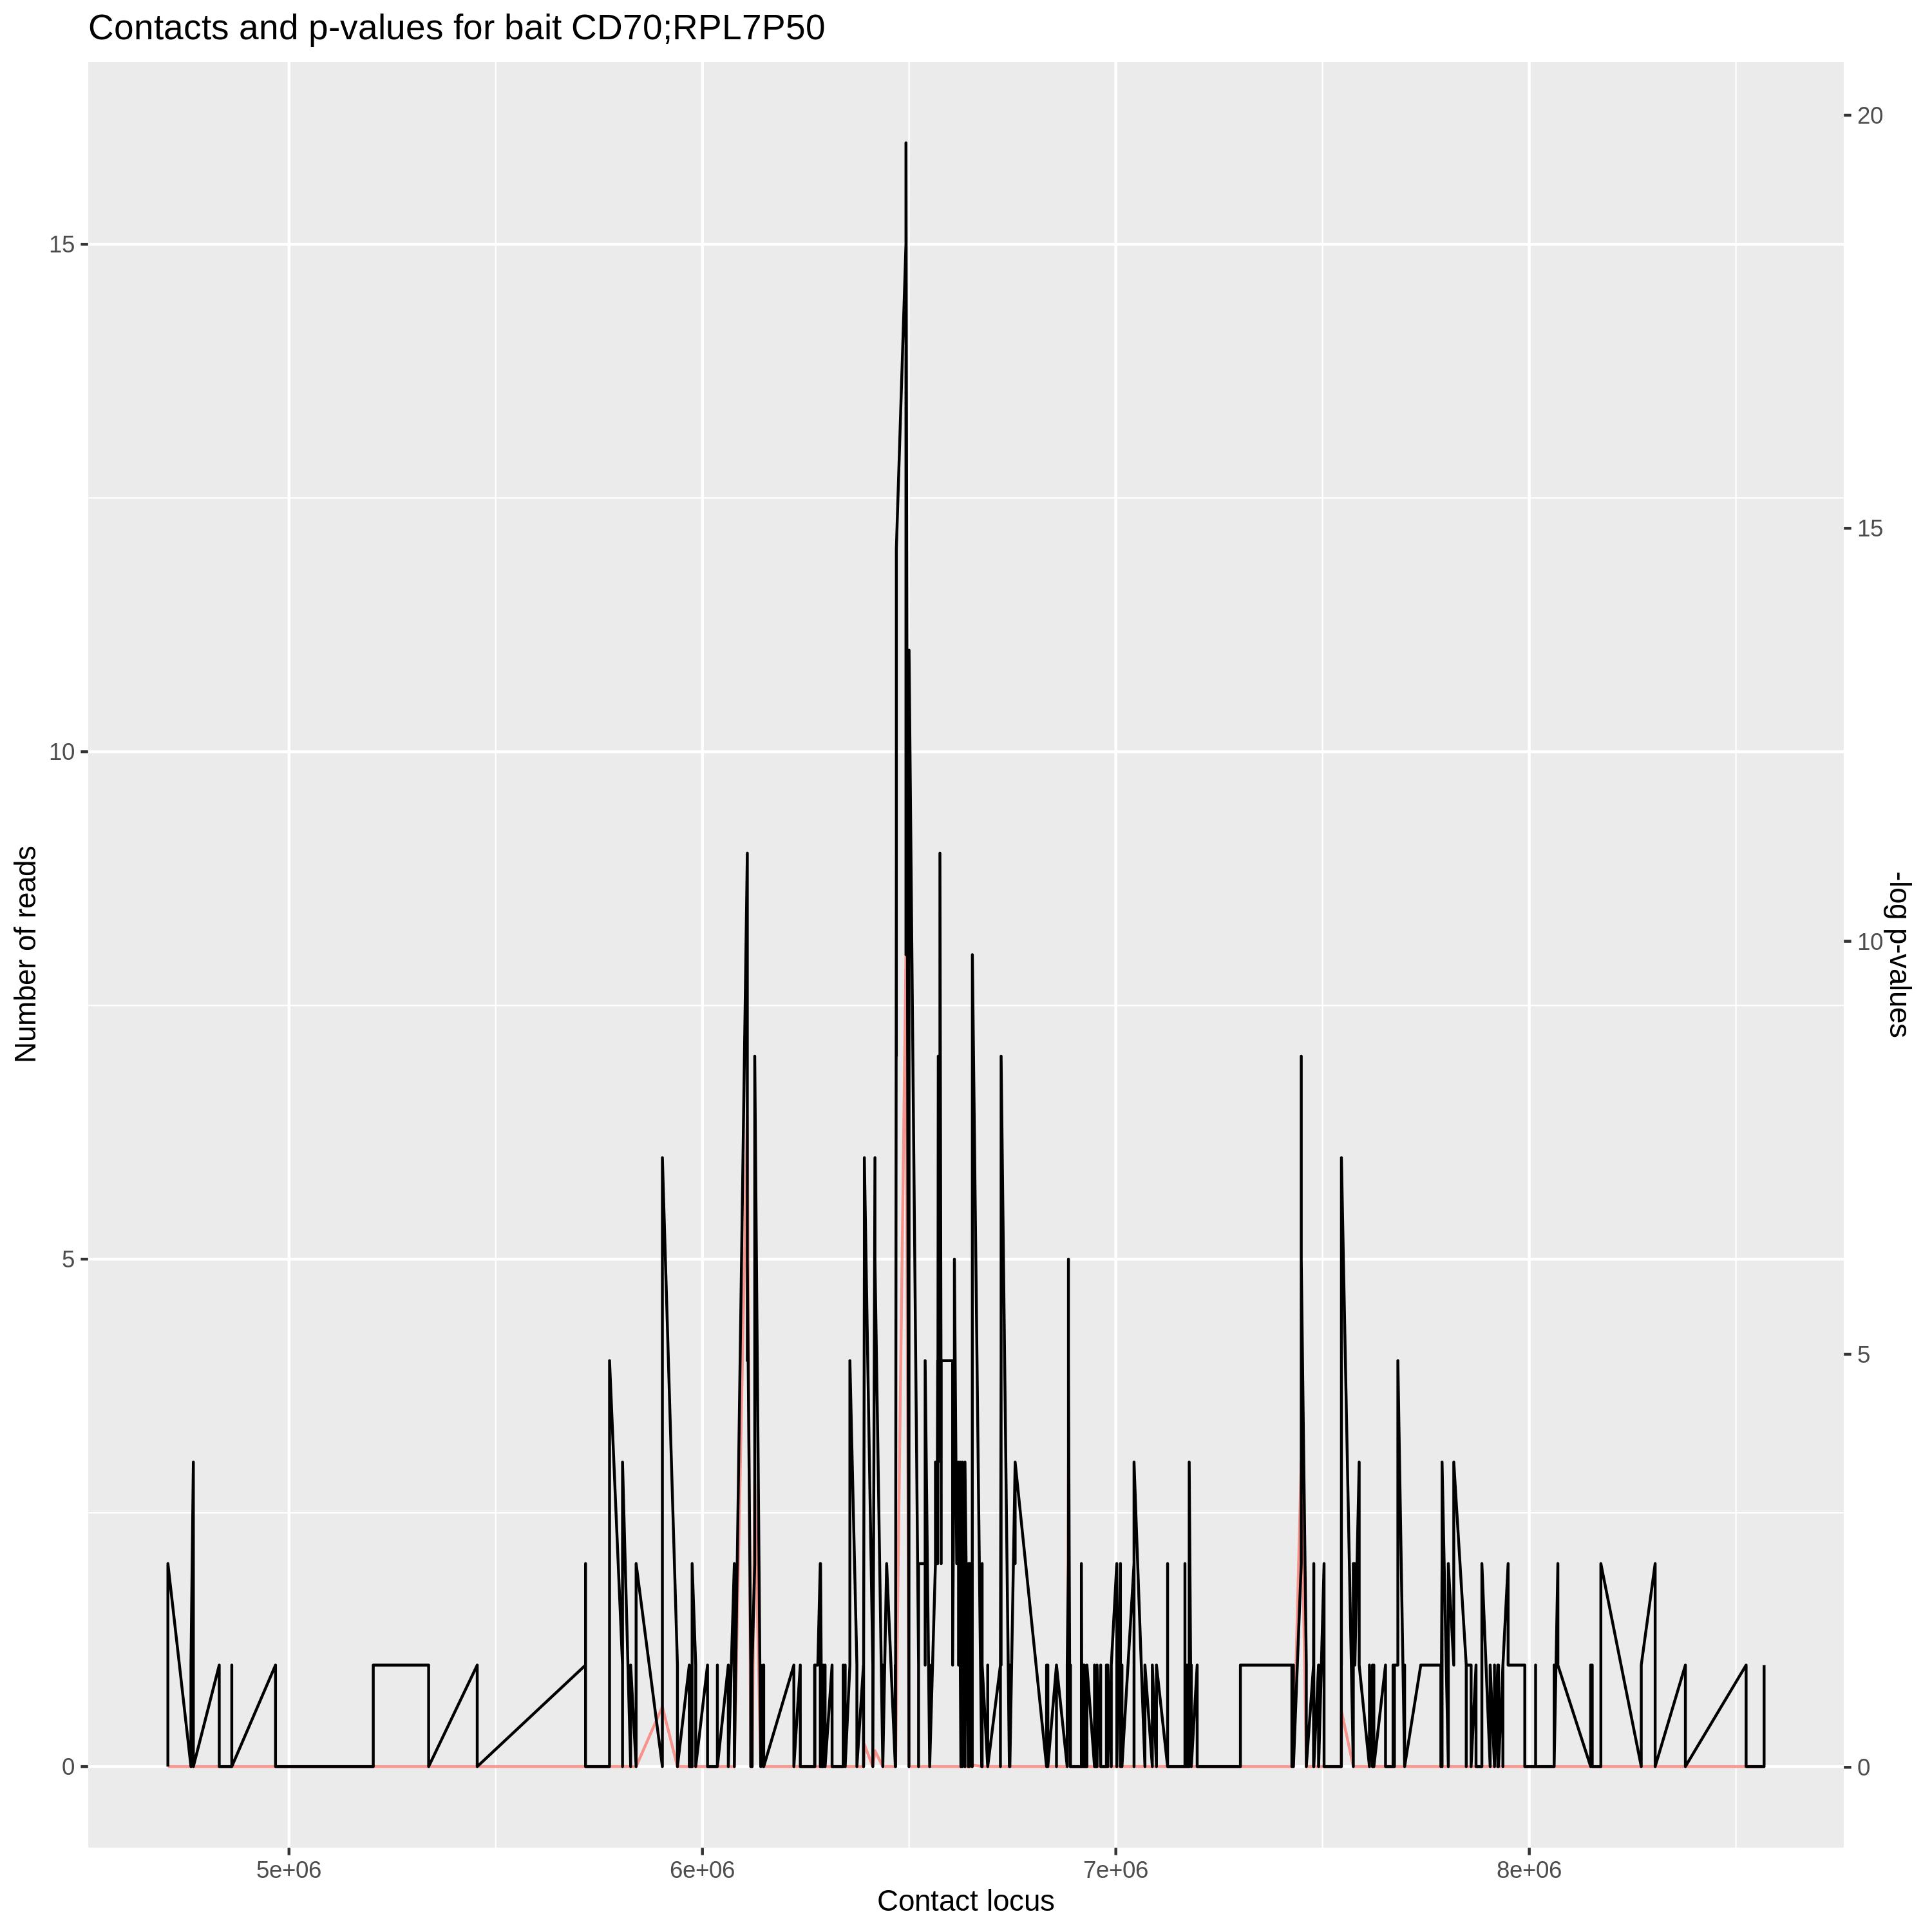 Contacts and p-values for bait CD70;RPL7P50
20
15
15
10
10
5
5
0
0
Number of reads
-log p-values
5e+06 6e+06 7e+06 8e+06
Contact locus